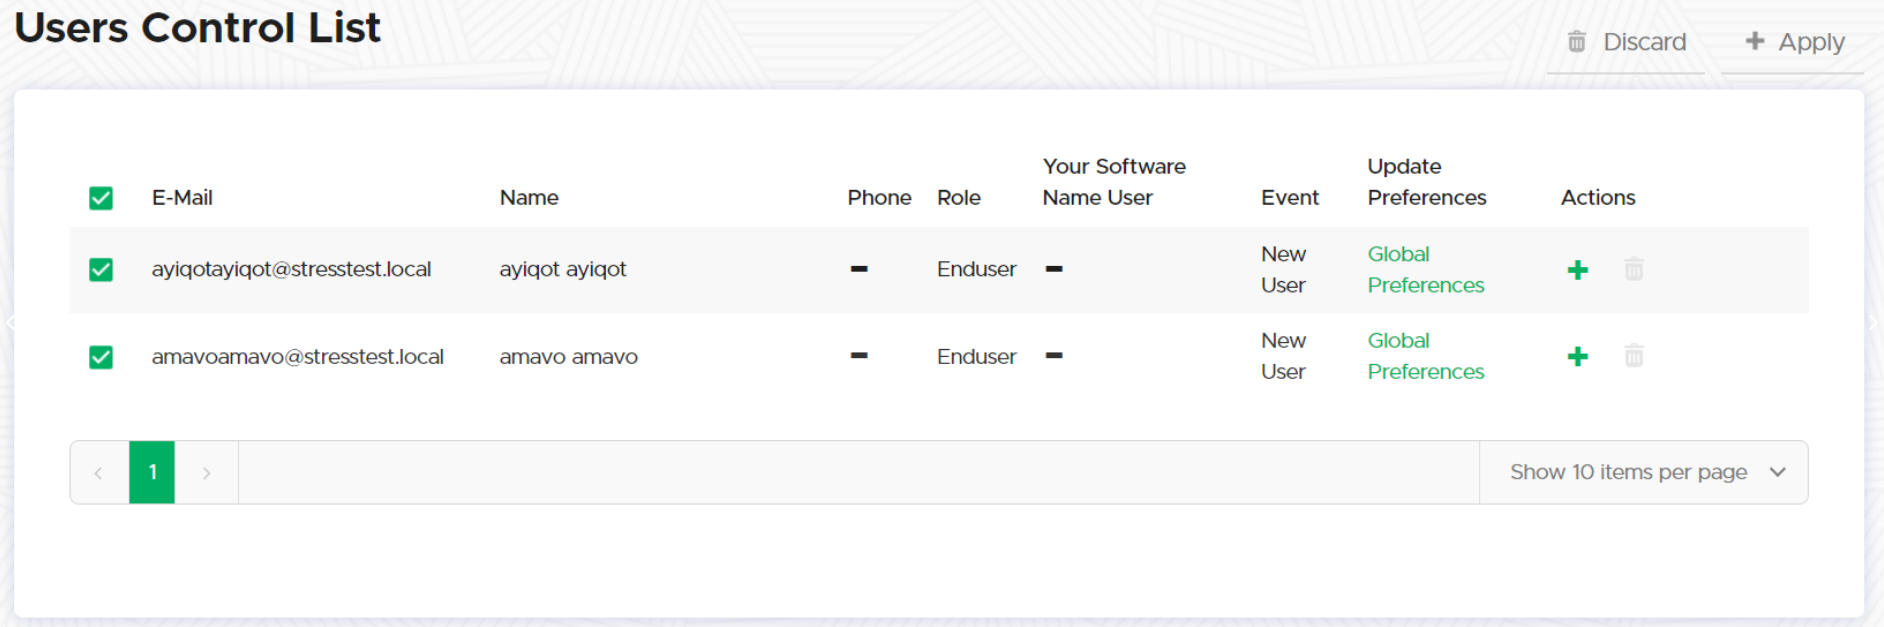 Users Control List
Discard
Apply
Your Software
Update
E-Mail Name Phone Role Name User Event Preferences Actions
New Global
ayiqotayiqot@stresstest.local ayiqot ayiqot - Enduser -
User Preferences
New Global
amavoamavo@stresstest.local amavo amavo - Enduser -
User Preferences
< 1 > Show 10 items per page